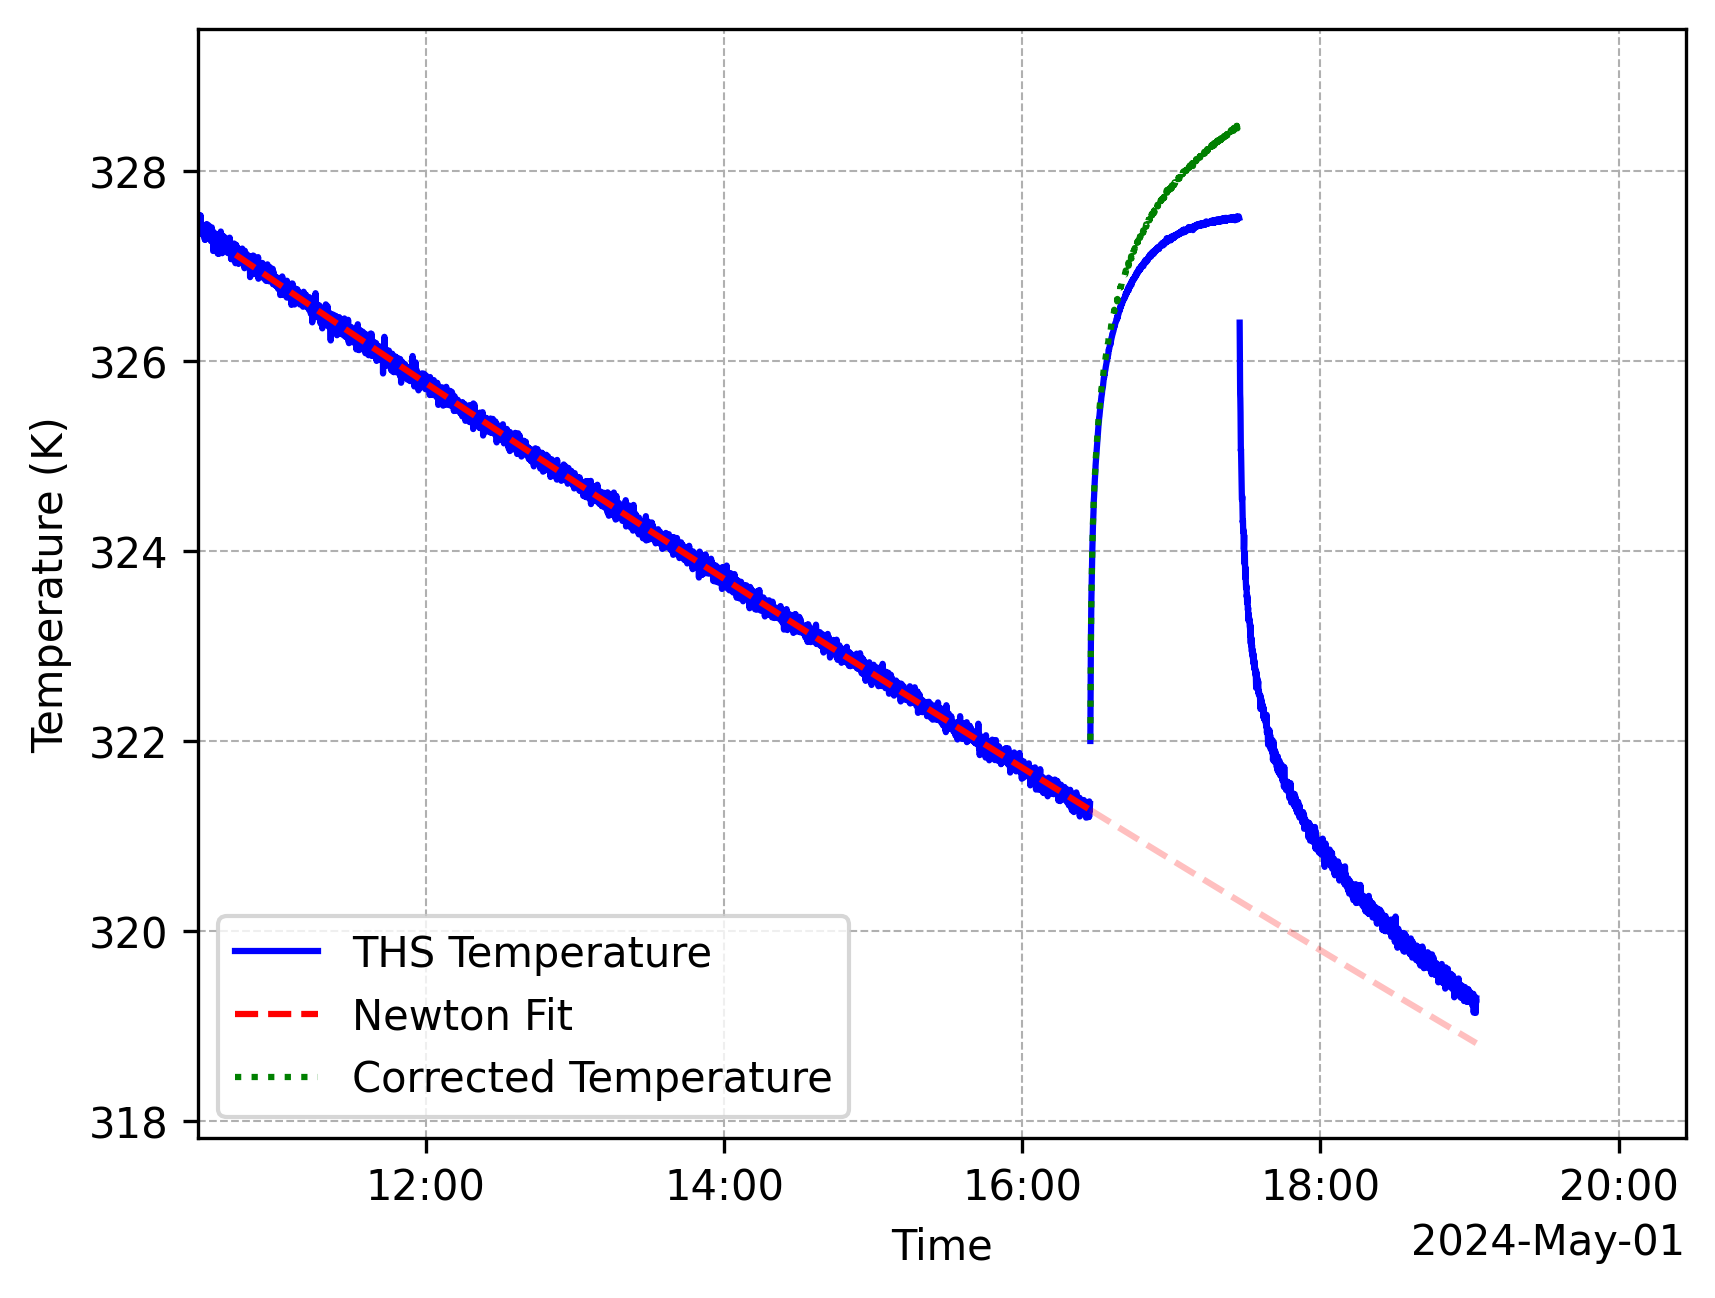 Temperature (K)
328
326
324
322
320
318
THS Temperature
Newton Fit
Corrected Temperature
12:00
14:00
16:00
18:00
20:00
Time
2024-May-01